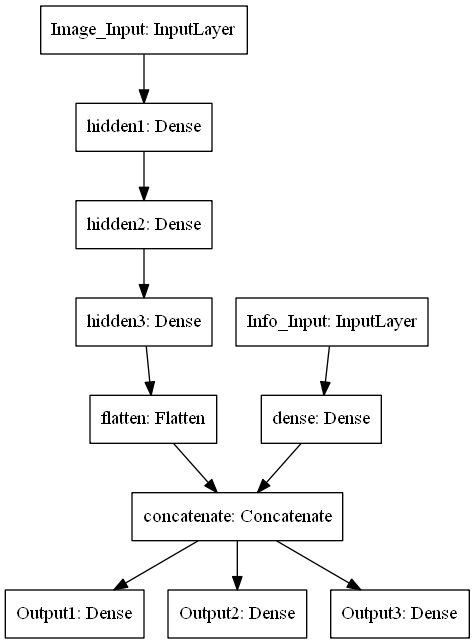 Image_Input: InputLayer
hidden1: Dense
hidden2: Dense
hidden3: Dense
Info_Input: InputLayer
flatten: Flatten
dense: Dense
concatenate: Concatenate
Output1: Dense
Output2: Dense
Output3: Dense